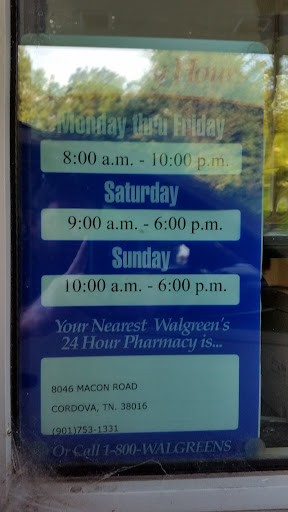 Hours
Monday thru Friday
8:00 a.m. - 10:00 p.m.
Saturday
9:00 a.m. - 6:00 p.m.
Sunday
10:00 a.m. - 6:00 p.m.
Your Nearest Walgreen's
24 Hour Pharmacy is...
8046 MACON ROAD
CORDOVA, TN. 38016
(901)753-1331
Or Call 1-800-WALGREENS